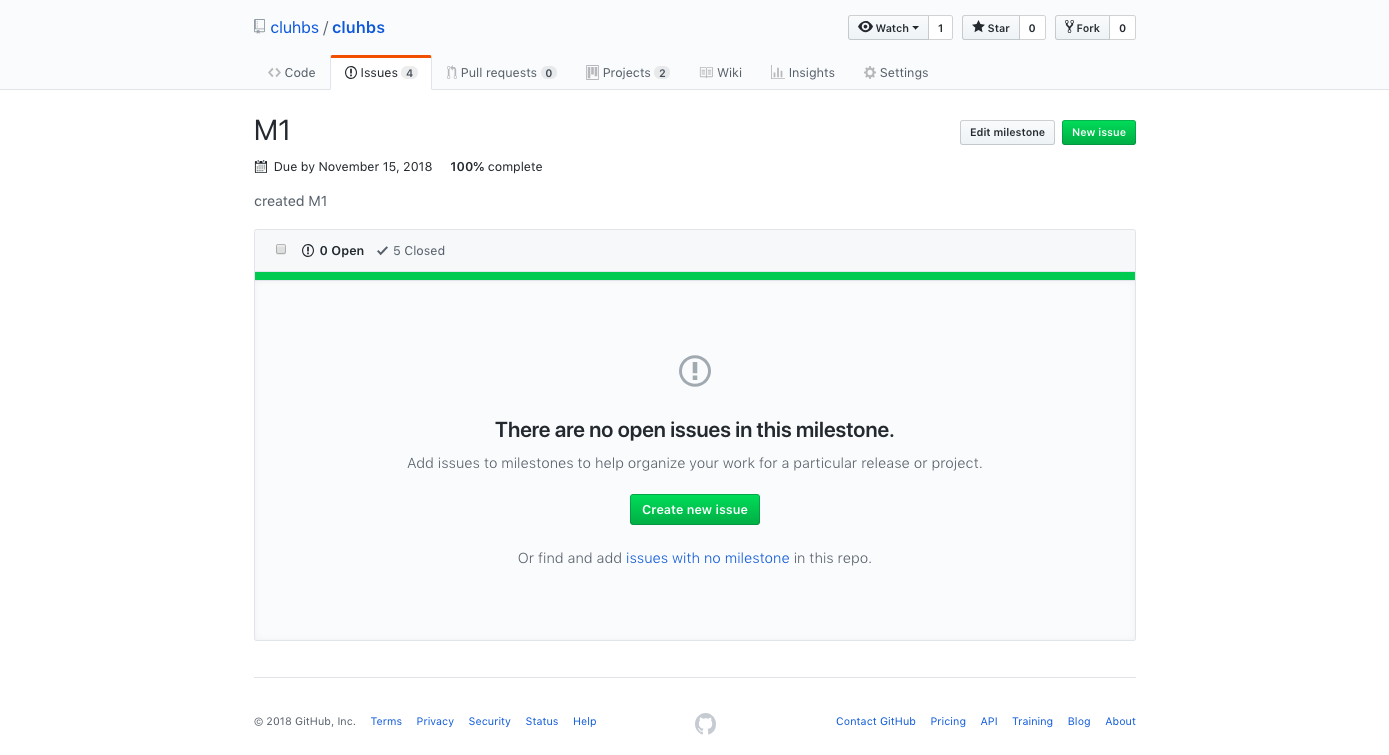 cluhbs / cluhbs
Watch 1 Star 0 Fork 0
Code Issues 4 Pull requests 0 Projects 2 Wiki Insights Settings
M1
Edit milestone New issue
Due by November 15, 2018 100% complete
created M1
0 Open 5 Closed
There are no open issues in this milestone.
Add issues to milestones to help organize your work for a particular release or project.
Create new issue
Or find and add issues with no milestone in this repo.
© 2018 GitHub, Inc. Terms Privacy Security Status Help Contact GitHub Pricing API Training Blog About